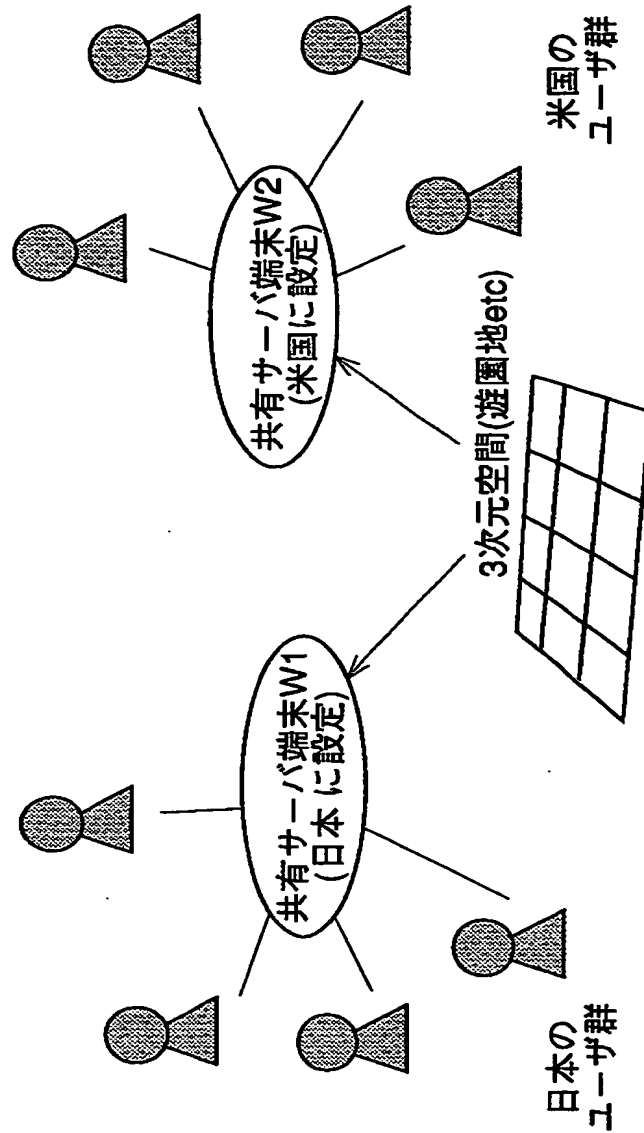 共有サーバ端末W1
(日本 に設定)
共有サーバ端末W2
(米国に設定)
3次元空間(遊園地etc)
日本の
ユーザ群
米国の
ユーザ群